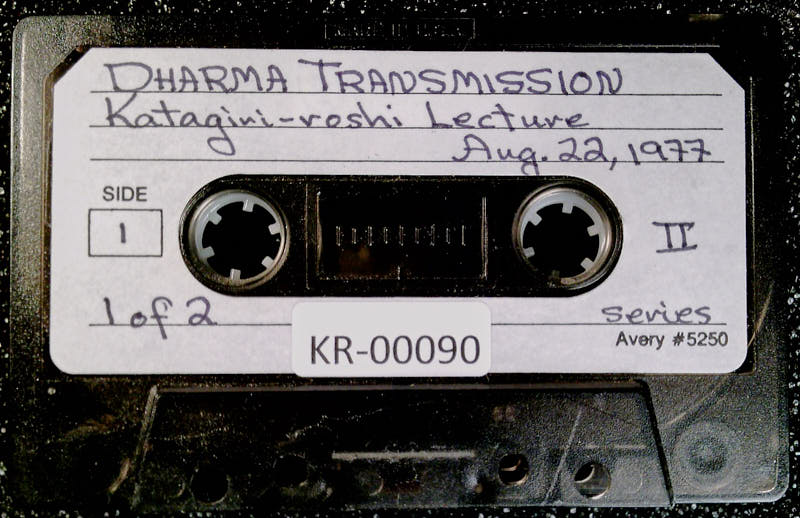 DHARMA TRANSMISSION
Katagiri-roshi Lecture
Aug. 22, 1977
SIDE
1
II
1 of 2
series
Avery #5250
KR-00090